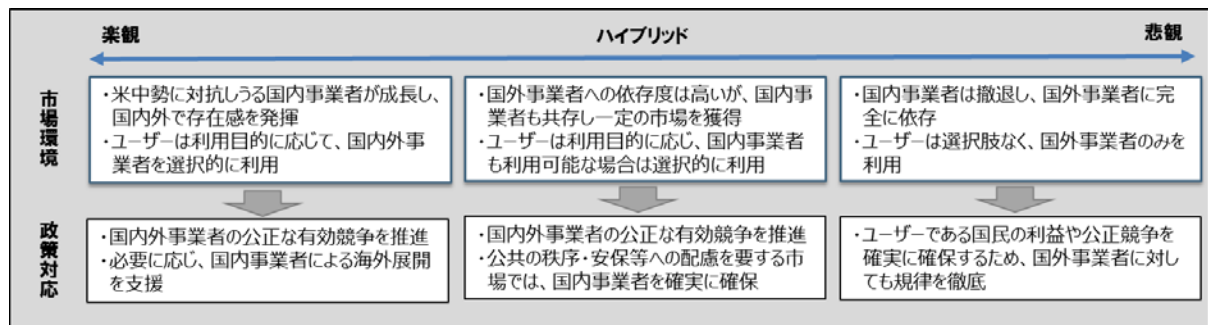 楽観
ハイブリッド
悲観
市場環境
・米中勢に対抗しうる国内事業者が成長し、
国内外で存在感を発揮
・ユーザーは利用目的に応じて、国内外事
業者を選択的に利用
・国外事業者への依存度は高いが、国内事
業者も共存し一定の市場を獲得
・ユーザーは利用目的に応じ、国内事業者
も利用可能な場合は選択的に利用
・国内事業者は撤退し、国外事業者に完
全に依存
・ユーザーは選択肢なく、国外事業者のみを
利用
政策対応
・国内外事業者の公正な有効競争を推進
・必要に応じ、国内事業者による海外展開
を支援
・国内外事業者の公正な有効競争を推進
・公共の秩序・安保等への配慮を要する市
場では、国内事業者を確実に確保
・ユーザーである国民の利益や公正競争を
確実に確保するため、国外事業者に対し
ても規律を徹底